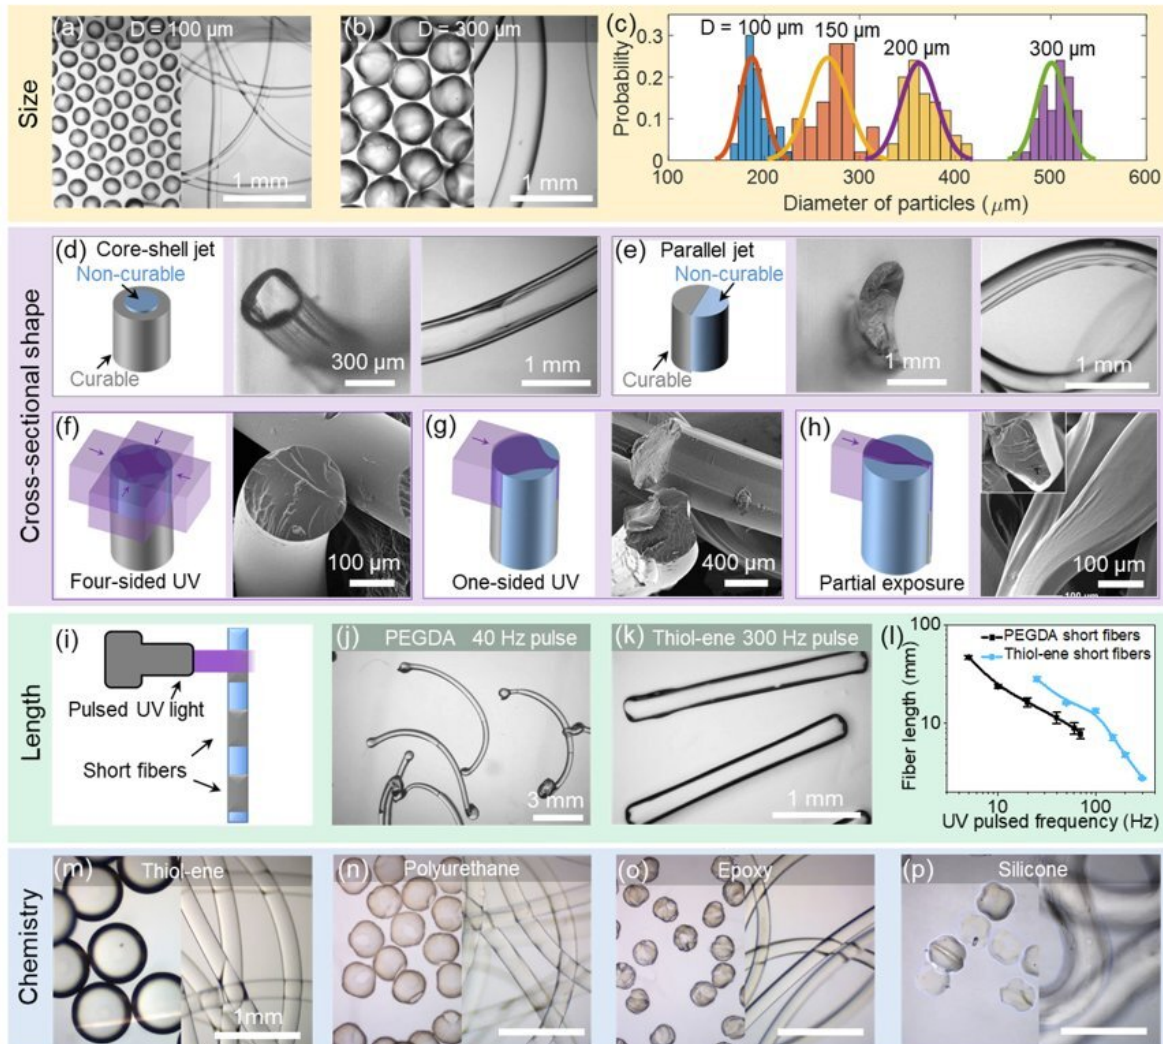 Size
(a)
D = 100 μm
1 mm
(b)
D = 300 μm
1 mm
(c)
D = 100 μm
150 μm
200 μm
300 μm
Probability
0.3
0.2
0.1
0
100
200
300
400
500
600
Diameter of particles (μm)
Cross-sectional shape
(d)
Core-shell jet
Non-curable
Curable
300 μm
1 mm
(e)
Parallel jet
Non-curable
Curable
1 mm
1 mm
(f)
Four-sided UV
100 μm
(g)
One-sided UV
400 μm
(h)
Partial exposure
100 μm
100 μm
Length
(i)
Pulsed UV light
Short fibers
(j)
PEGDA 40 Hz pulse
3 mm
(k)
Thiol-ene 300 Hz pulse
1 mm
(l)
PEGDA short fibers
Thiol-ene short fibers
Fiber length (mm)
100
10
10
100
UV pulsed frequency (Hz)
Chemistry
(m)
Thiol-ene
1mm
(n)
Polyurethane
(o)
Epoxy
(p)
Silicone